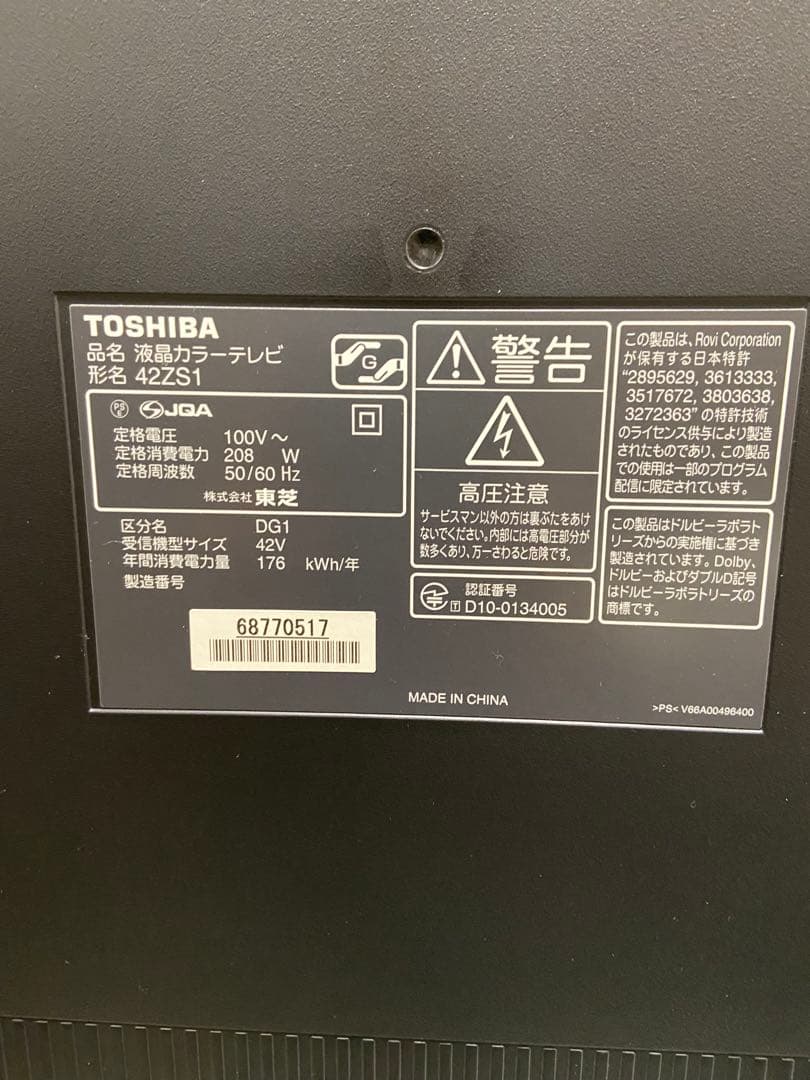 TOSHIBA
品名 液晶カラーテレビ
形名 42ZS1
G
PS
E
JQA
定格電圧 100V～
定格消費電力 208 W
定格周波数 50/60 Hz
株式会社 東芝
区分名 DG1
受信機型サイズ 42V
年間消費電力量 176 kWh/年
製造番号
68770517
警告
高圧注意
サービスマン以外の方は裏ぶたをあけ
ないでください。内部には高電圧部分が
数多くあり、万一さわると危険です。
認証番号
T D10-0134005
この製品は、Rovi Corporation
が保有する日本特許
“2895629, 3613333,
3517672, 3803638,
3272363” の特許技術
のライセンス供与により製造
されたものであり、この製品
での使用は一部のプログラム
配信に限定されています。
この製品はドルビーラボラト
リーズからの実施権に基づき
製造されています。Dolby、
ドルビーおよびダブルD記号
はドルビーラボラトリーズの
商標です。
MADE IN CHINA
>PS< V66A00496400